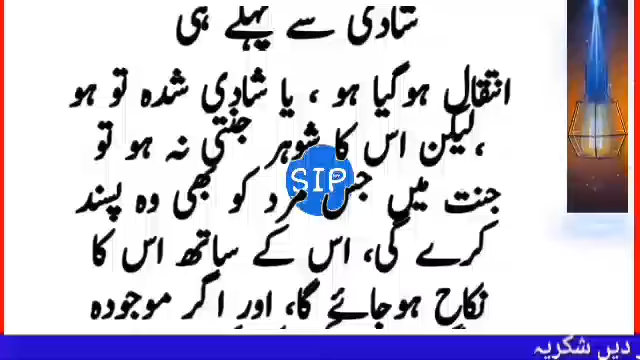 شادی سے پہلے ہی
انتقال ہوگیا ہو ، یا شادی شدہ تو ہو
،لیکن اس کا شوہر جنتی نہ ہو تو
جنت میں جس مرد کو بھی وہ پسند
کرے گی، اس کے ساتھ اس کا
نکاح ہوجائے گا، اور اگر موجودہ
SIP
دیں شکریہ